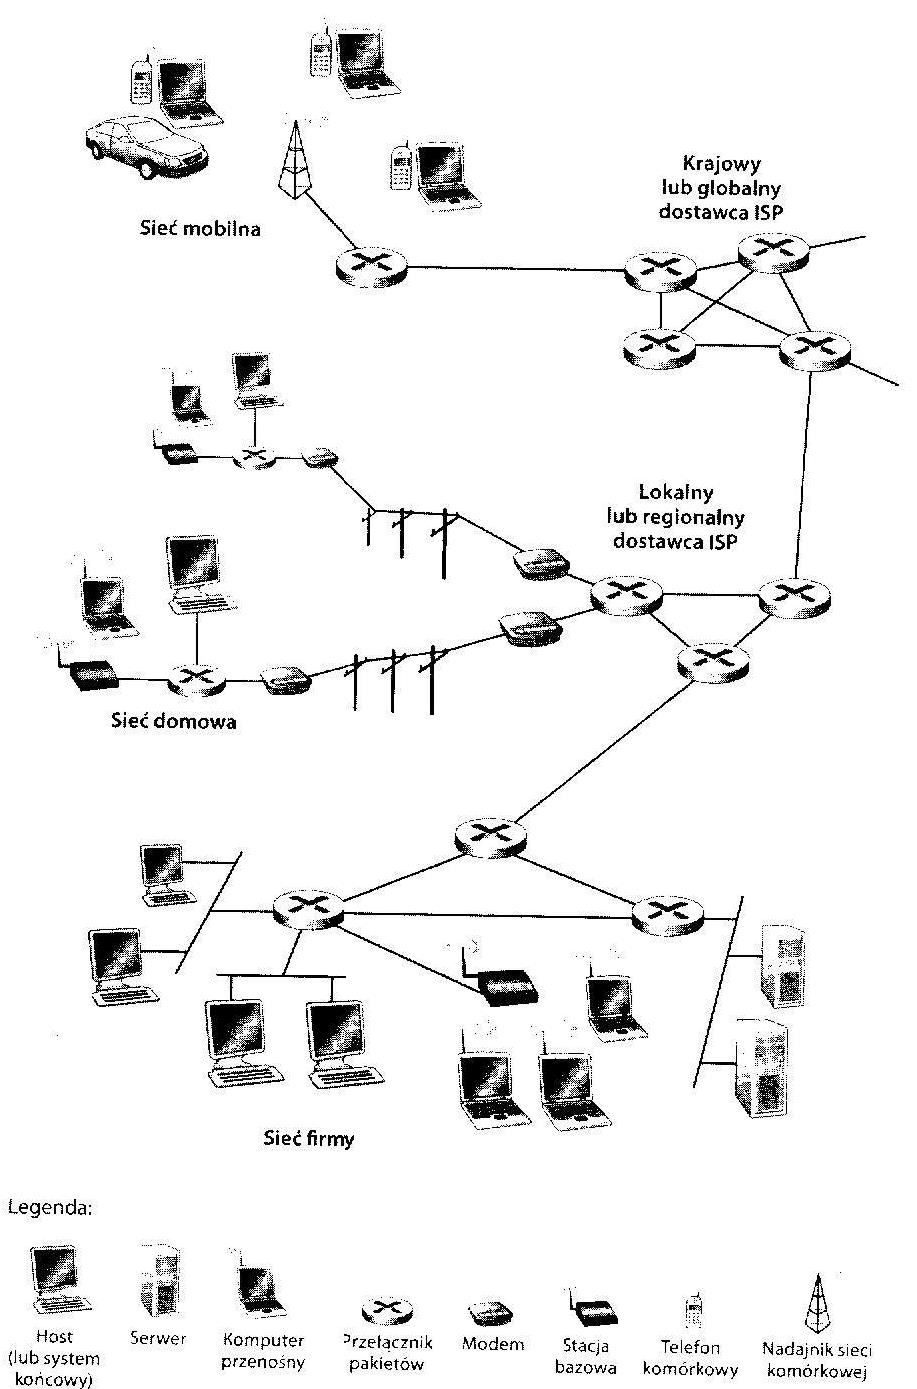 Krajowy
lub globalny
dostawca ISP
Sieć mobilna
Lokalny
lub regionalny
dostawca ISP
Sieć domowa
Sieć firmy
Legenda:
Host
(lub system
końcowy)
Serwer
Komputer
przenośny
Przełącznik
pakietów
Modem
Stacja
bazowa
Telefon
komórkowy
Nadajnik sieci
komórkowej